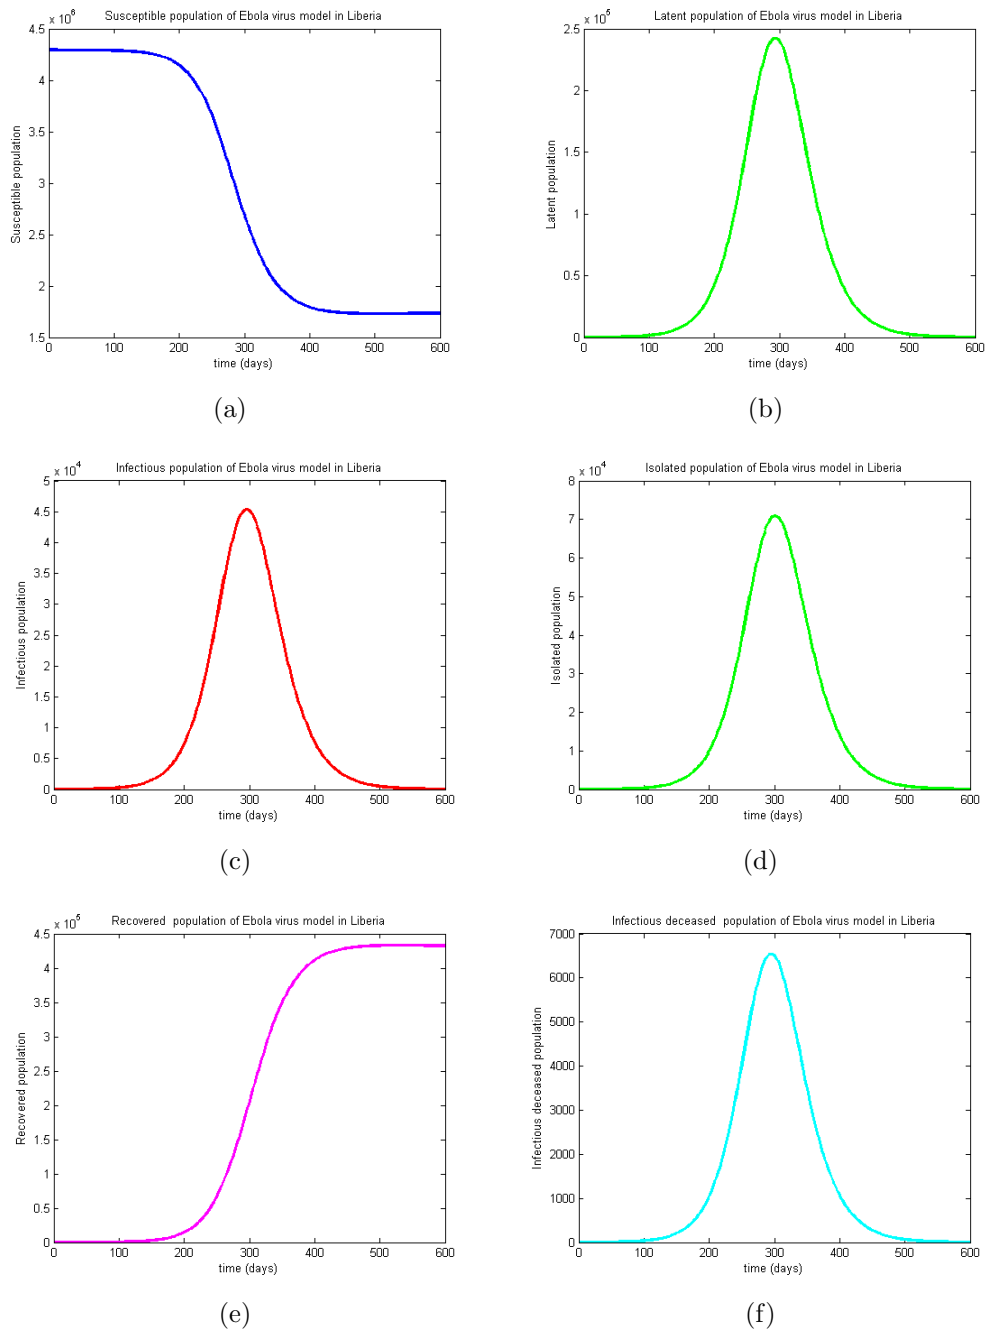 Susceptible population of Ebola virus model in Liberia
x 10^6
4.5
4
3.5
3
2.5
2
1.5
Susceptible population
0 100 200 300 400 500 600
time (days)
(a)
Latent population of Ebola virus model in Liberia
x 10^5
2.5
2
1.5
1
0.5
0
Latent population
0 100 200 300 400 500 600
time (days)
(b)
Infectious population of Ebola virus model in Liberia
x 10^4
5
4.5
4
3.5
3
2.5
2
1.5
1
0.5
0
Infectious population
0 100 200 300 400 500 600
time (days)
(c)
Isolated population of Ebola virus model in Liberia
x 10^4
8
7
6
5
4
3
2
1
0
Isolated population
0 100 200 300 400 500 600
time (days)
(d)
Recovered population of Ebola virus model in Liberia
x 10^5
4.5
4
3.5
3
2.5
2
1.5
1
0.5
0
Recovered population
0 100 200 300 400 500 600
time (days)
(e)
Infectious deceased population of Ebola virus model in Liberia
7000
6000
5000
4000
3000
2000
1000
0
Infectious deceased population
0 100 200 300 400 500 600
time (days)
(f)